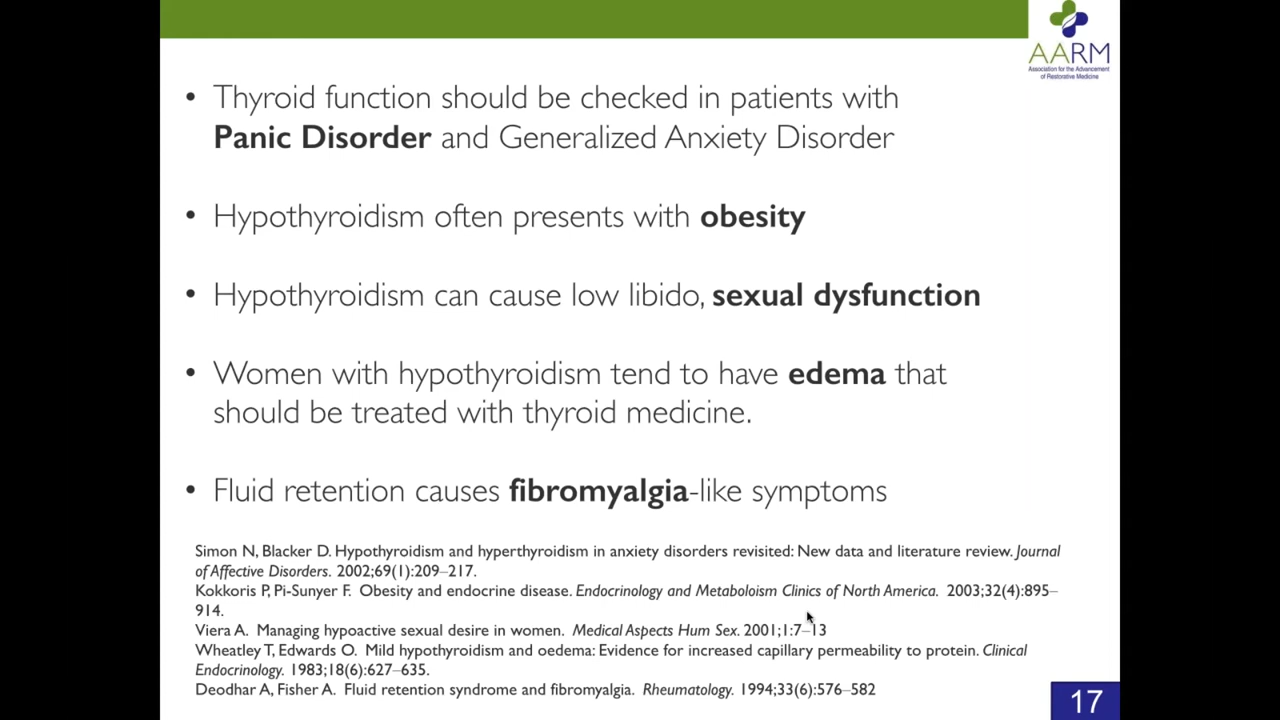 AARM
Association for the Advancement
of Restorative Medicine
• Thyroid function should be checked in patients with
Panic Disorder and Generalized Anxiety Disorder
• Hypothyroidism often presents with obesity
• Hypothyroidism can cause low libido, sexual dysfunction
• Women with hypothyroidism tend to have edema that
should be treated with thyroid medicine.
• Fluid retention causes fibromyalgia-like symptoms
Simon N, Blacker D. Hypothyroidism and hyperthyroidism in anxiety disorders revisited: New data and literature review. Journal
of Affective Disorders. 2002;69(1):209–217.
Kokkoris P, Pi-Sunyer F. Obesity and endocrine disease. Endocrinology and Metaboloism Clinics of North America. 2003;32(4):895–
914.
Viera A. Managing hypoactive sexual desire in women. Medical Aspects Hum Sex. 2001;1:7–13
Wheatley T, Edwards O. Mild hypothyroidism and oedema: Evidence for increased capillary permeability to protein. Clinical
Endocrinology. 1983;18(6):627–635.
Deodhar A, Fisher A. Fluid retention syndrome and fibromyalgia. Rheumatology. 1994;33(6):576–582
17